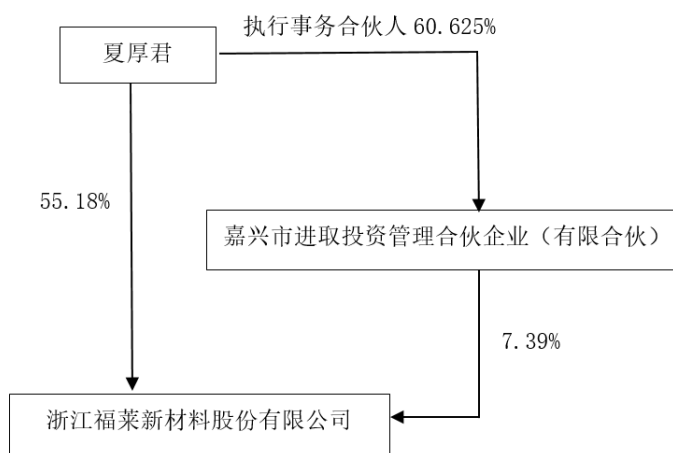 执行事务合伙人 60.625%
夏厚君
55.18%
嘉兴市进取投资管理合伙企业（有限合伙）
7.39%
浙江福莱新材料股份有限公司